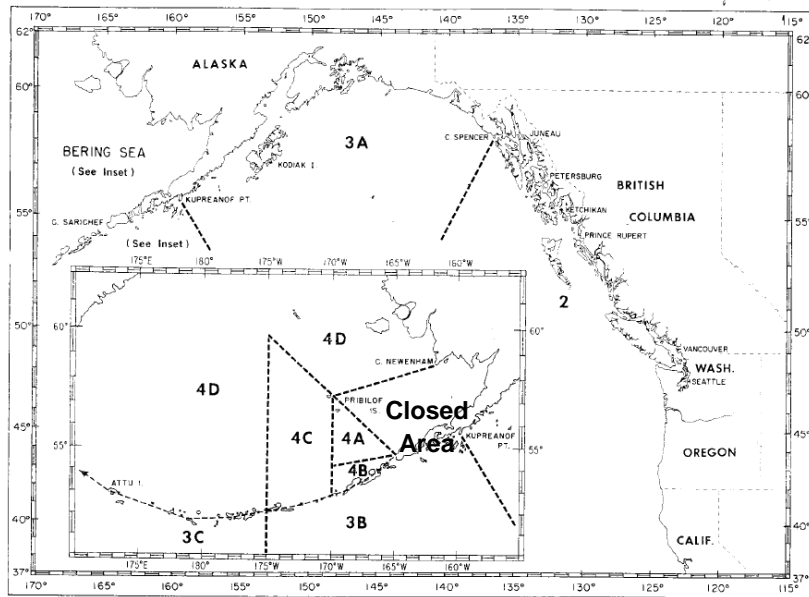 170° 165° 160° 155° 150° 145° 140° 135° 130° 125° 120° 115°
62°
ALASKA
60° 60°
C SPENCER JUNEAU
3A
BERING SEA
(See Inset)
KODIAK I.
PETERSBURG
BRITISH
COLUMBIA
KUPREANOF PT.
KETCHIKAN
55° 55°
(See Inset)
PRINCE RUPERT
175°E 180° 175°W 170°W 165°W 160°W
2
50° 50°
60° 60°
4D
C. NEWENHAM
VANCOUVER
WASH.
SEATTLE
4D
PRIBILOF
IS.
Closed
Area
4C 4A
KUPREANOF
PT.
45° 45°
55° 55°
4B
OREGON
ATTU I.
40° 40°
3B
3C
CALIF.
175°E 180° 175°W 170°W 165°W 160°W
37° 37°
170° 165° 160° 155° 150° 145° 140° 135° 130° 125° 120° 115°